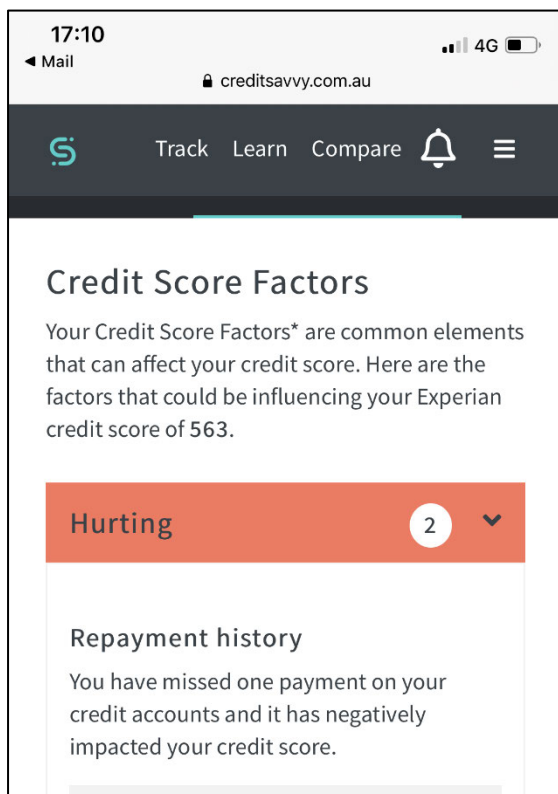 17:10
4G
◀ Mail
creditsavvy.com.au
Track Learn Compare
Credit Score Factors
Your Credit Score Factors* are common elements
that can affect your credit score. Here are the
factors that could be influencing your Experian
credit score of 563.
Hurting 2
Repayment history
You have missed one payment on your
credit accounts and it has negatively
impacted your credit score.